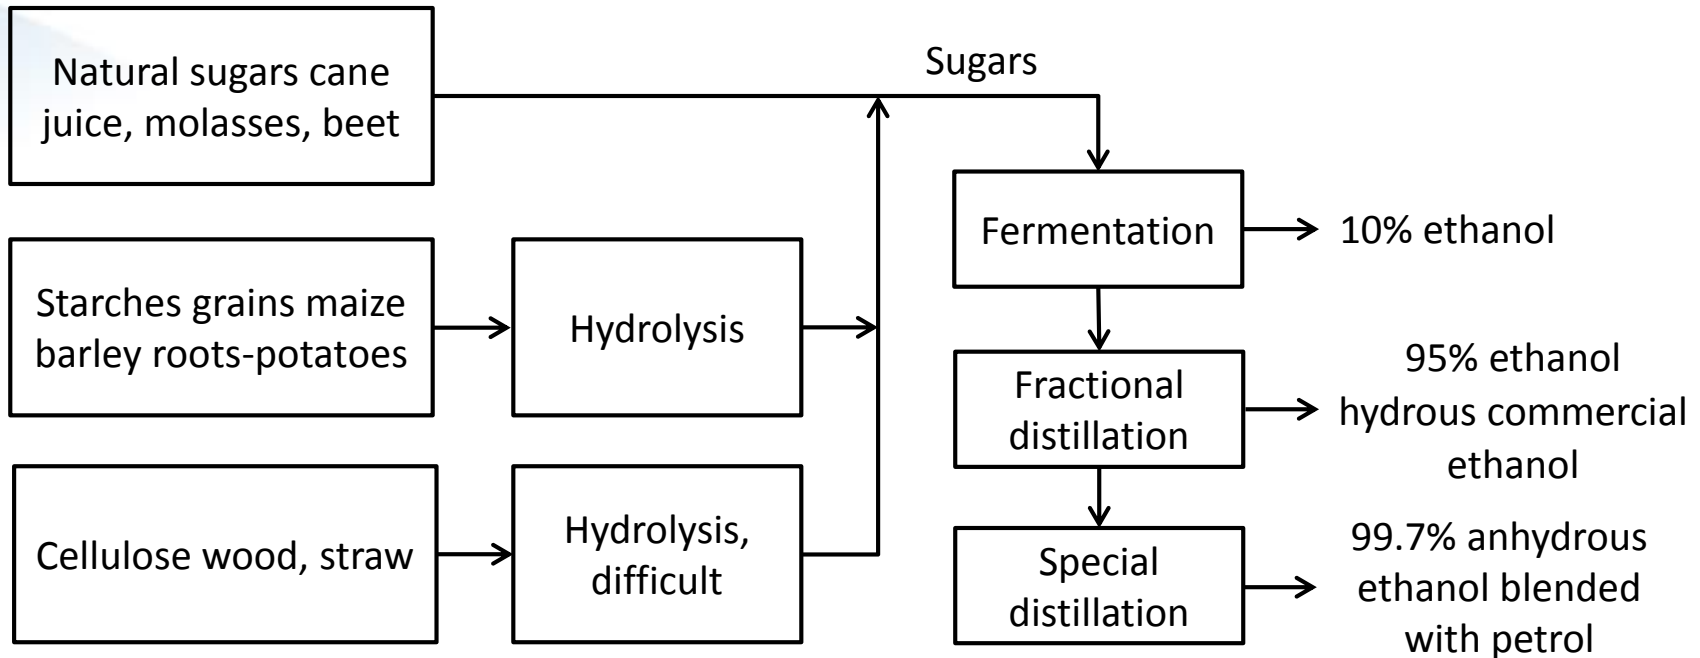 Natural sugars cane
juice, molasses, beet
Sugars
Starches grains maize
barley roots-potatoes
Hydrolysis
Cellulose wood, straw
Hydrolysis,
difficult
Fermentation
10% ethanol
Fractional
distillation
95% ethanol
hydrous commercial
ethanol
Special
distillation
99.7% anhydrous
ethanol blended
with petrol